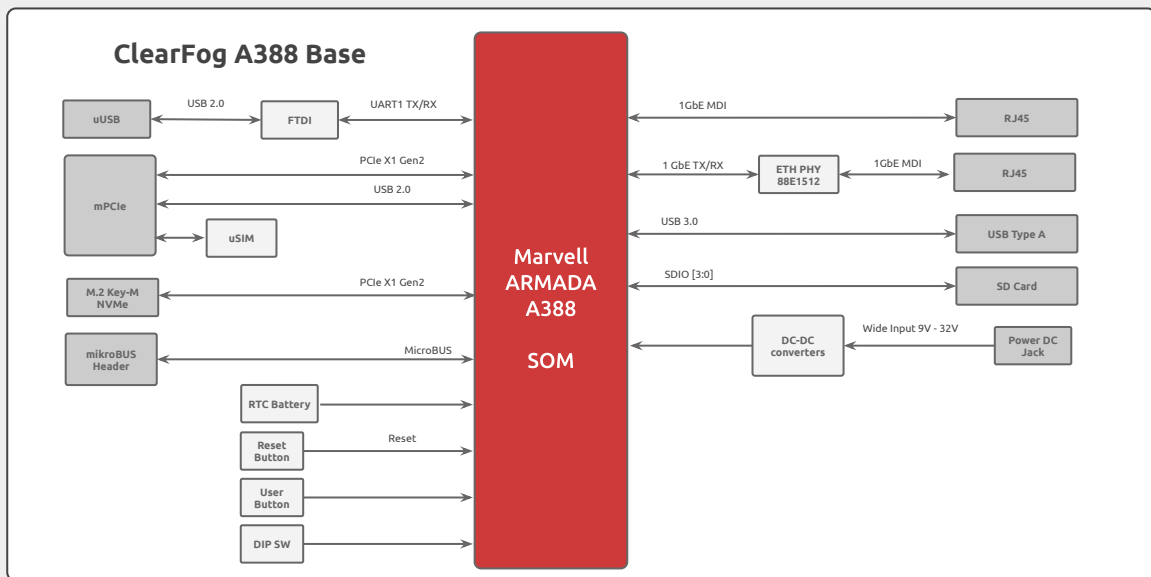 ClearFog A388 Base
uUSB
USB 2.0
FTDI
UART1 TX/RX
mPCIe
PCIe X1 Gen2
USB 2.0
uSIM
M.2 Key-M
NVMe
PCIe X1 Gen2
mikroBUS
Header
MicroBUS
RTC Battery
Reset
Button
Reset
User
Button
DIP SW
Marvell
ARMADA
A388
SOM
1GbE MDI
RJ45
1 GbE TX/RX
ETH PHY
88E1512
1GbE MDI
RJ45
USB 3.0
USB Type A
SDIO [3:0]
SD Card
DC-DC
converters
Wide Input 9V - 32V
Power DC
Jack